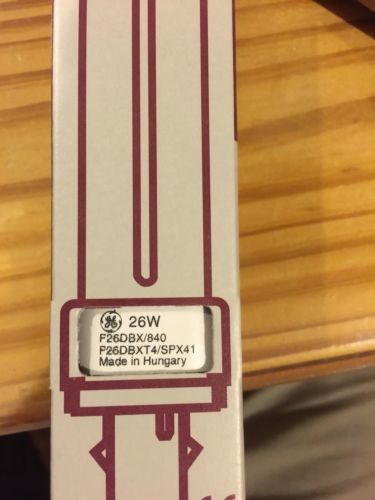 GE 26W
F26DBX/840
F26DBXT4/SPX41
Made in Hungary